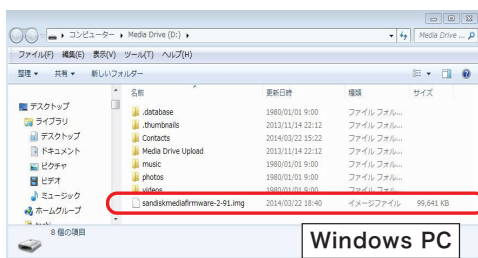 コンピューター ▸ Media Drive (D:) ▸
Media Drive ...
ファイル(F) 編集(E) 表示(V) ツール(T) ヘルプ(H)
整理 ▾ 共有 ▾ 新しいフォルダー
デスクトップ
ライブラリ
デスクトップ
ドキュメント
ピクチャ
ビデオ
ミュージック
ホームグループ
名前 更新日時 種類 サイズ
.database 1980/01/01 9:00 ファイル フォル...
.thumbnails 2013/11/14 22:12 ファイル フォル...
Contacts 2014/03/22 15:22 ファイル フォル...
Media Drive Upload 2013/11/14 22:12 ファイル フォル...
music 1980/01/01 9:00 ファイル フォル...
photos 1980/01/01 9:00 ファイル フォル...
videos 1980/01/01 9:00 ファイル フォル...
sandiskmediafirmware-2-91.img 2014/03/22 18:40 イメージファイル 99,641 KB
8 個の項目
Windows PC